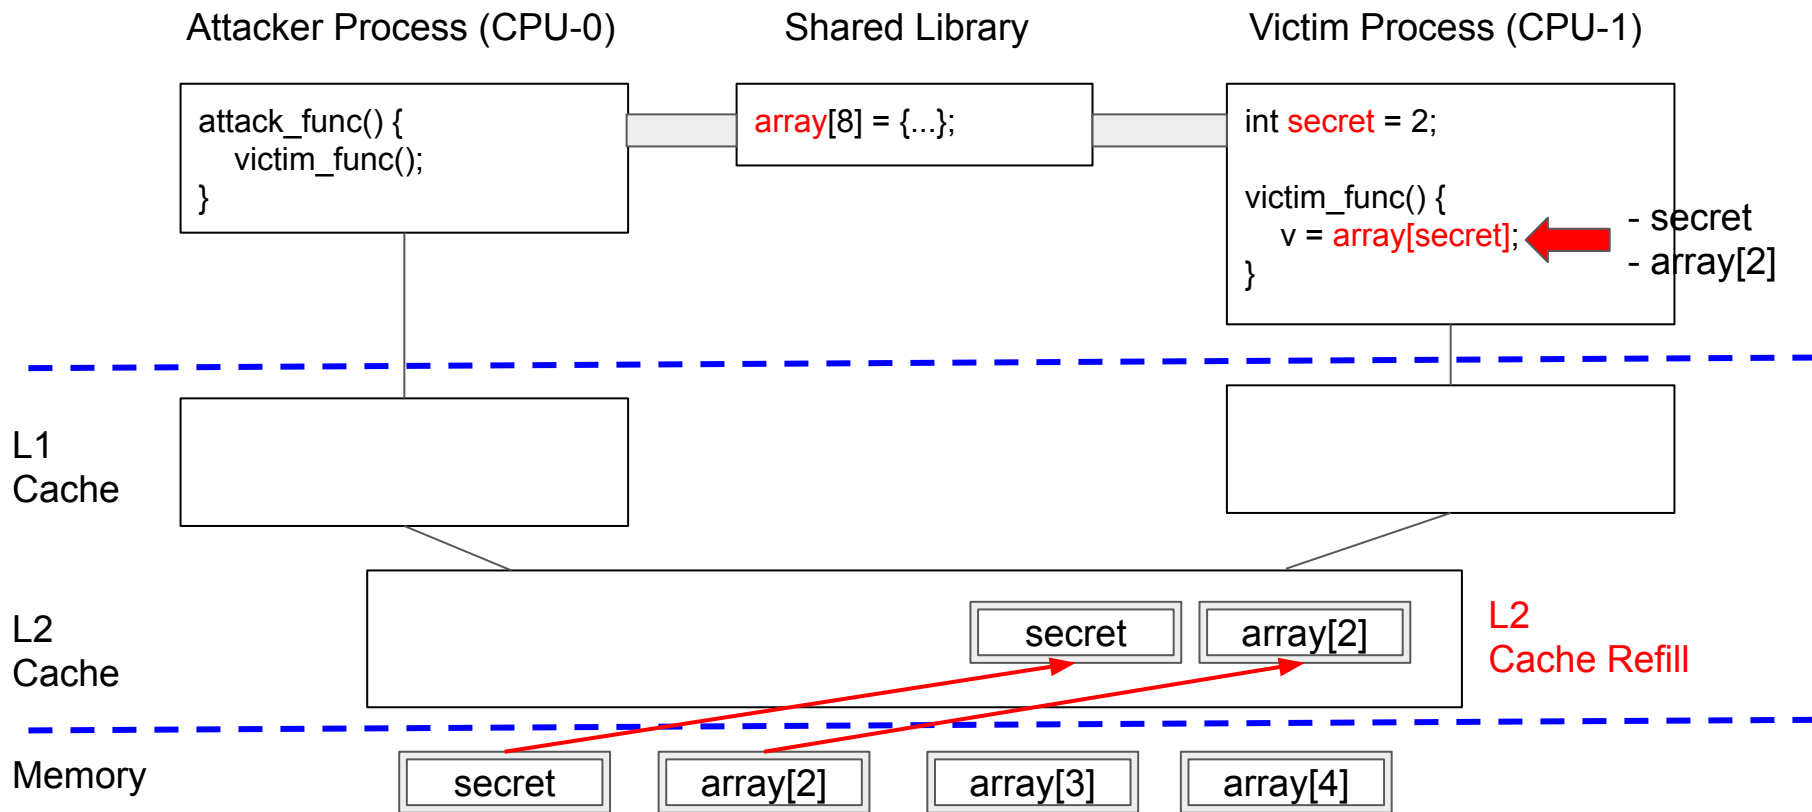 Attacker Process (CPU-0)
Shared Library
Victim Process (CPU-1)
attack_func() {
victim_func();
}
array[8] = {...};
int secret = 2;
victim_func() {
v = array[secret];
}
- secret
- array[2]
L1
Cache
L2
Cache
secret
array[2]
L2
Cache Refill
Memory
secret
array[2]
array[3]
array[4]